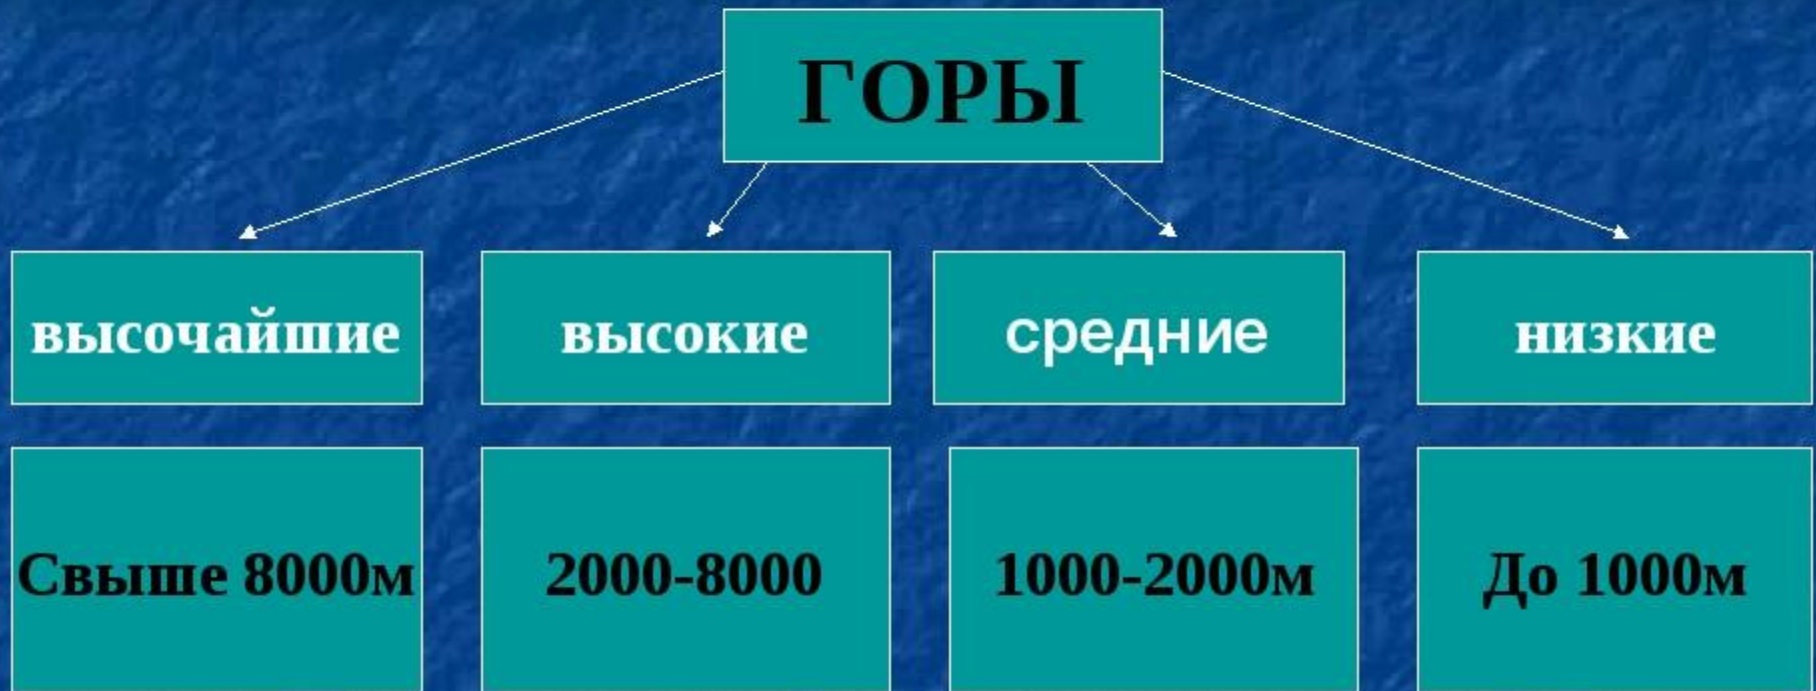 ГОРЫ
высочайшие
высокие
средние
низкие
Свыше 8000м
2000-8000
1000-2000м
До 1000м